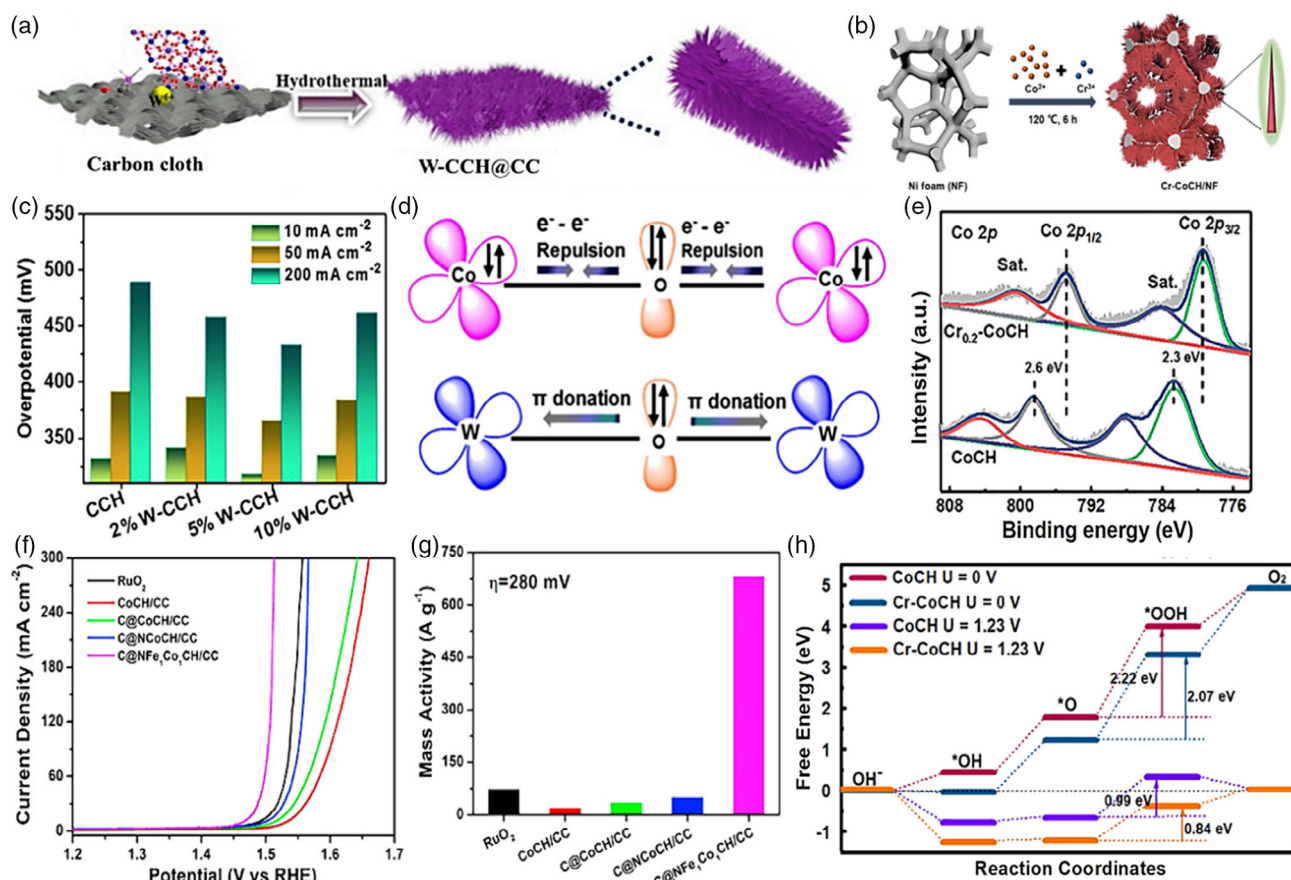 (a)
Hydrothermal
Carbon cloth
W-CCH@CC
(b)
Co²⁺
Cr³⁺
+
120 ℃, 6 h
Ni foam (NF)
Cr-CoCH/NF
(c)
Overpotential (mV)
550
500
450
400
350
10 mA cm⁻²
50 mA cm⁻²
200 mA cm⁻²
CCH
2% W-CCH
5% W-CCH
10% W-CCH
(d)
e⁻ - e⁻
Repulsion
e⁻ - e⁻
Repulsion
Co
O
Co
π donation
π donation
W
O
W
(e)
Co 2p
Co 2p1/2
Co 2p3/2
Sat.
Sat.
Cr0.2-CoCH
2.6 eV
2.3 eV
CoCH
Intensity (a.u.)
808 800 792 784 776
Binding energy (eV)
(f)
Current Density (mA cm⁻²)
300
240
180
120
60
0
RuO₂
CoCH/CC
C@CoCH/CC
C@NCoCH/CC
C@NFe₁Co₁CH/CC
1.2 1.3 1.4 1.5 1.6 1.7
Potential (V vs RHE)
(g)
Mass Activity (A g⁻¹)
750
600
450
300
150
0
η=280 mV
RuO₂
CoCH/CC
C@CoCH/CC
C@NCoCH/CC
C@NFe₁Co₁CH/CC
(h)
Free Energy (eV)
5
4
3
2
1
0
-1
CoCH U = 0 V
Cr-CoCH U = 0 V
CoCH U = 1.23 V
Cr-CoCH U = 1.23 V
OH⁻
*OH
*O
*OOH
O₂
2.22 eV
2.07 eV
0.99 eV
0.84 eV
Reaction Coordinates